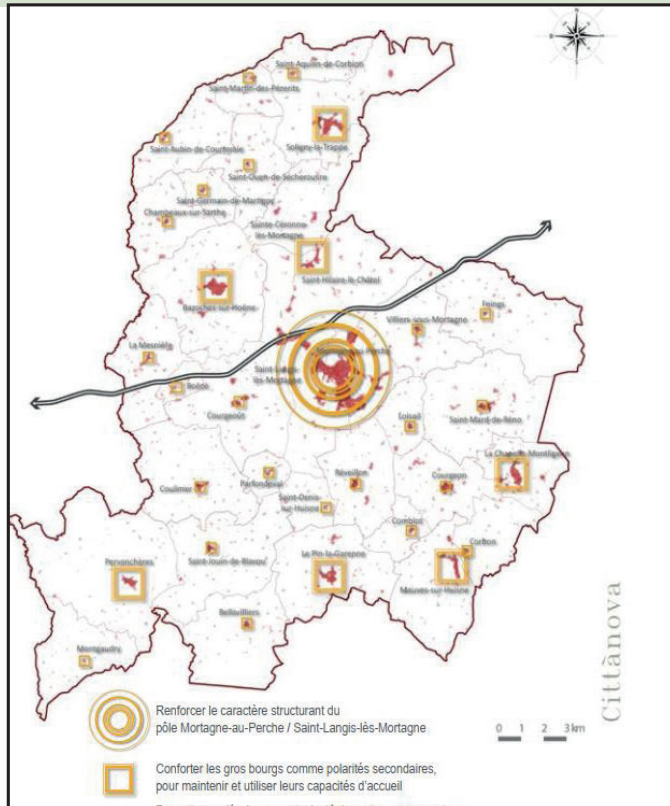 Saint-Aquilin-de-Corbion
Saint-Martin-des-Pézerits
Soligny-la-Trappe
Saint-Aubin-de-Courteraie
Saint-Ouen-de-Sècherouvre
Saint-Germain-de-Martigny
Champeaux-sur-Sarthe
Sainte-Céronne-
lès-Mortagne
Saint-Hilaire-le-Châtel
Bazoches-sur-Hoëne
Feings
Villiers-sous-Mortagne
La Mesnière
Mortagne-au-Perche
Saint-Langis-
lès-Mortagne
Boëcé
Courgeoût
Loisail
Saint-Mard-de-Réno
La Chapelle-Montligeon
Parfondeval
Réveillon
Coulimer
Courgeon
Saint-Denis-
sur-Huisne
Comblot
Corbon
Pervenchères
Saint-Jouin-de-Blavou
Le Pin-la-Garenne
Mauves-sur-Huisne
Bellavilliers
Montgaudry
Cittànova
Renforcer le caractère structurant du
pôle Mortagne-au-Perche / Saint-Langis-lès-Mortagne
0 1 2 3 km
Conforter les gros bourgs comme polarités secondaires,
pour maintenir et utiliser leurs capacités d'accueil